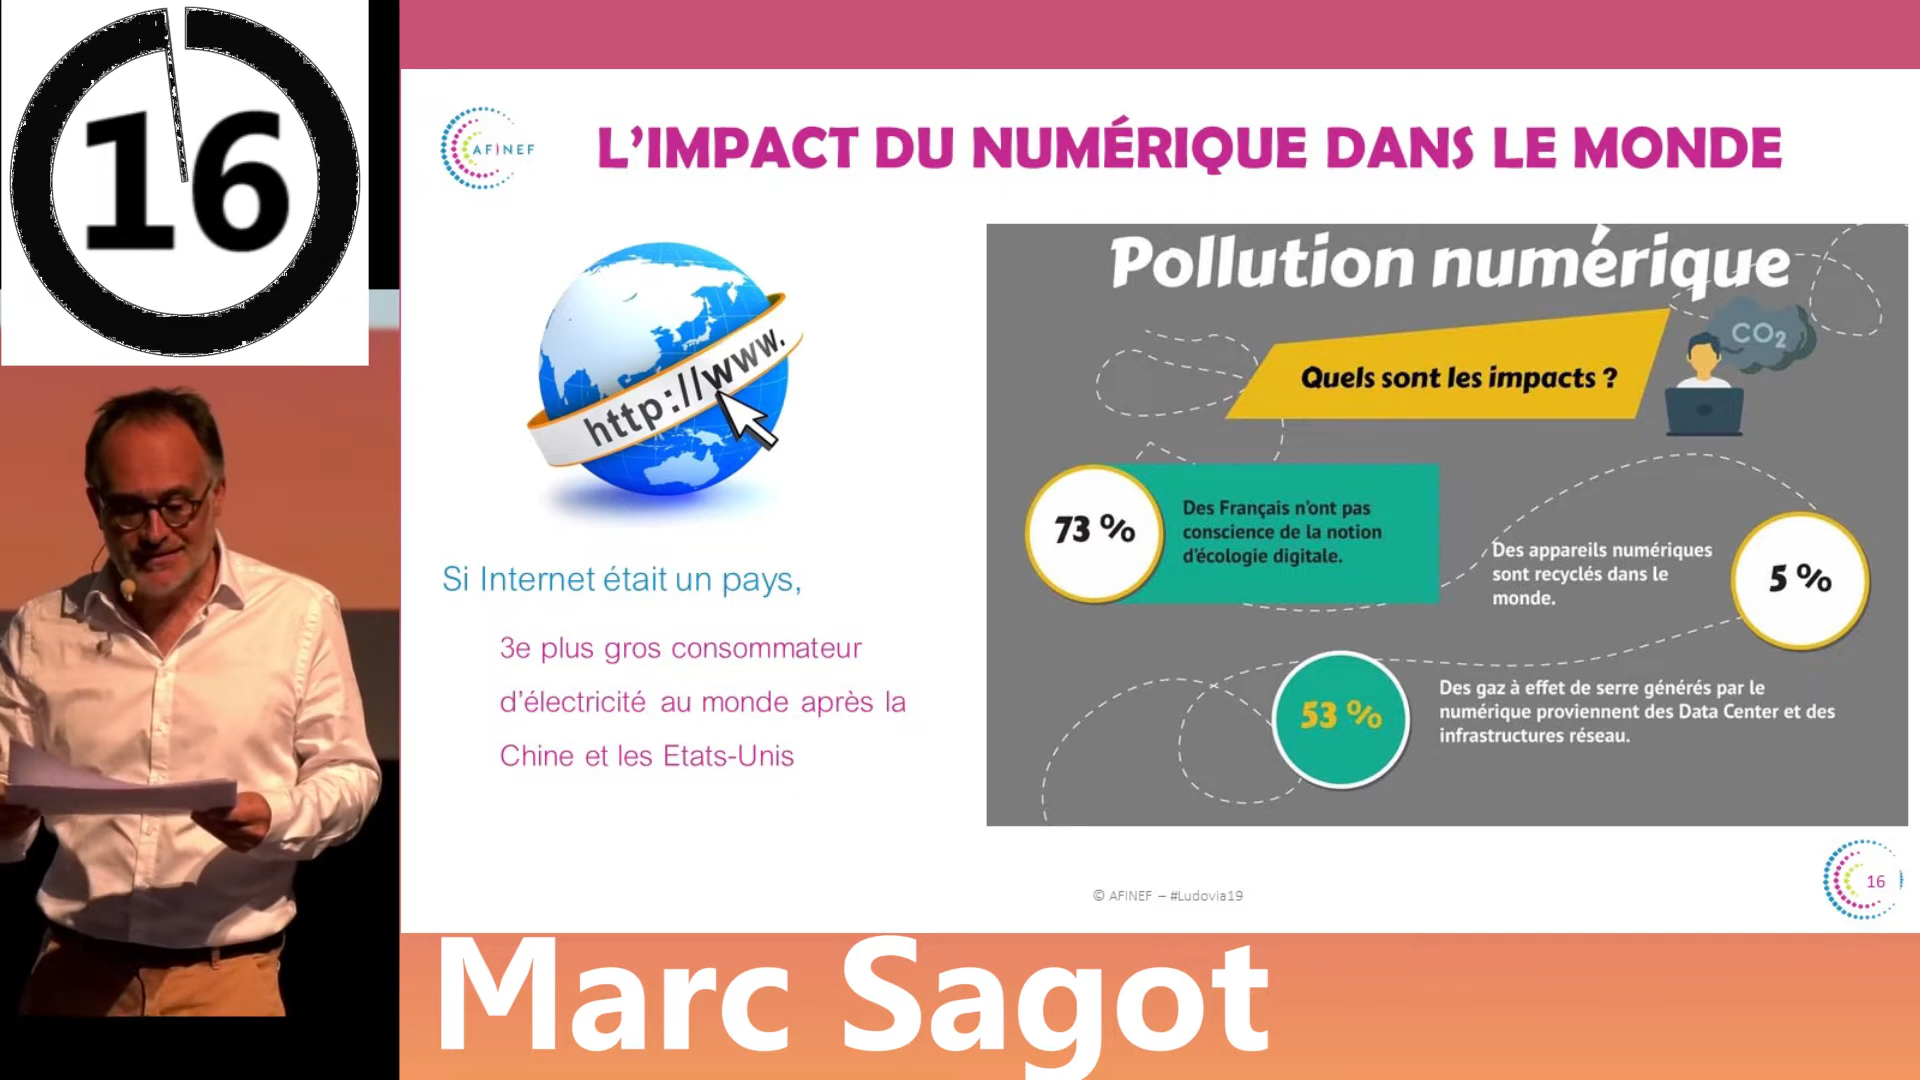 16
AFINEF
L’IMPACT DU NUMÉRIQUE DANS LE MONDE
http://www.
Si Internet était un pays,
3e plus gros consommateur
d’électricité au monde après la
Chine et les Etats-Unis
Pollution numérique
Quels sont les impacts ?
CO2
73 %
Des Français n’ont pas
conscience de la notion
d’écologie digitale.
Des appareils numériques
sont recyclés dans le
monde.
5 %
53 %
Des gaz à effet de serre générés par le
numérique proviennent des Data Center et des
infrastructures réseau.
© AFINEF – #Ludovia19
16
Marc Sagot